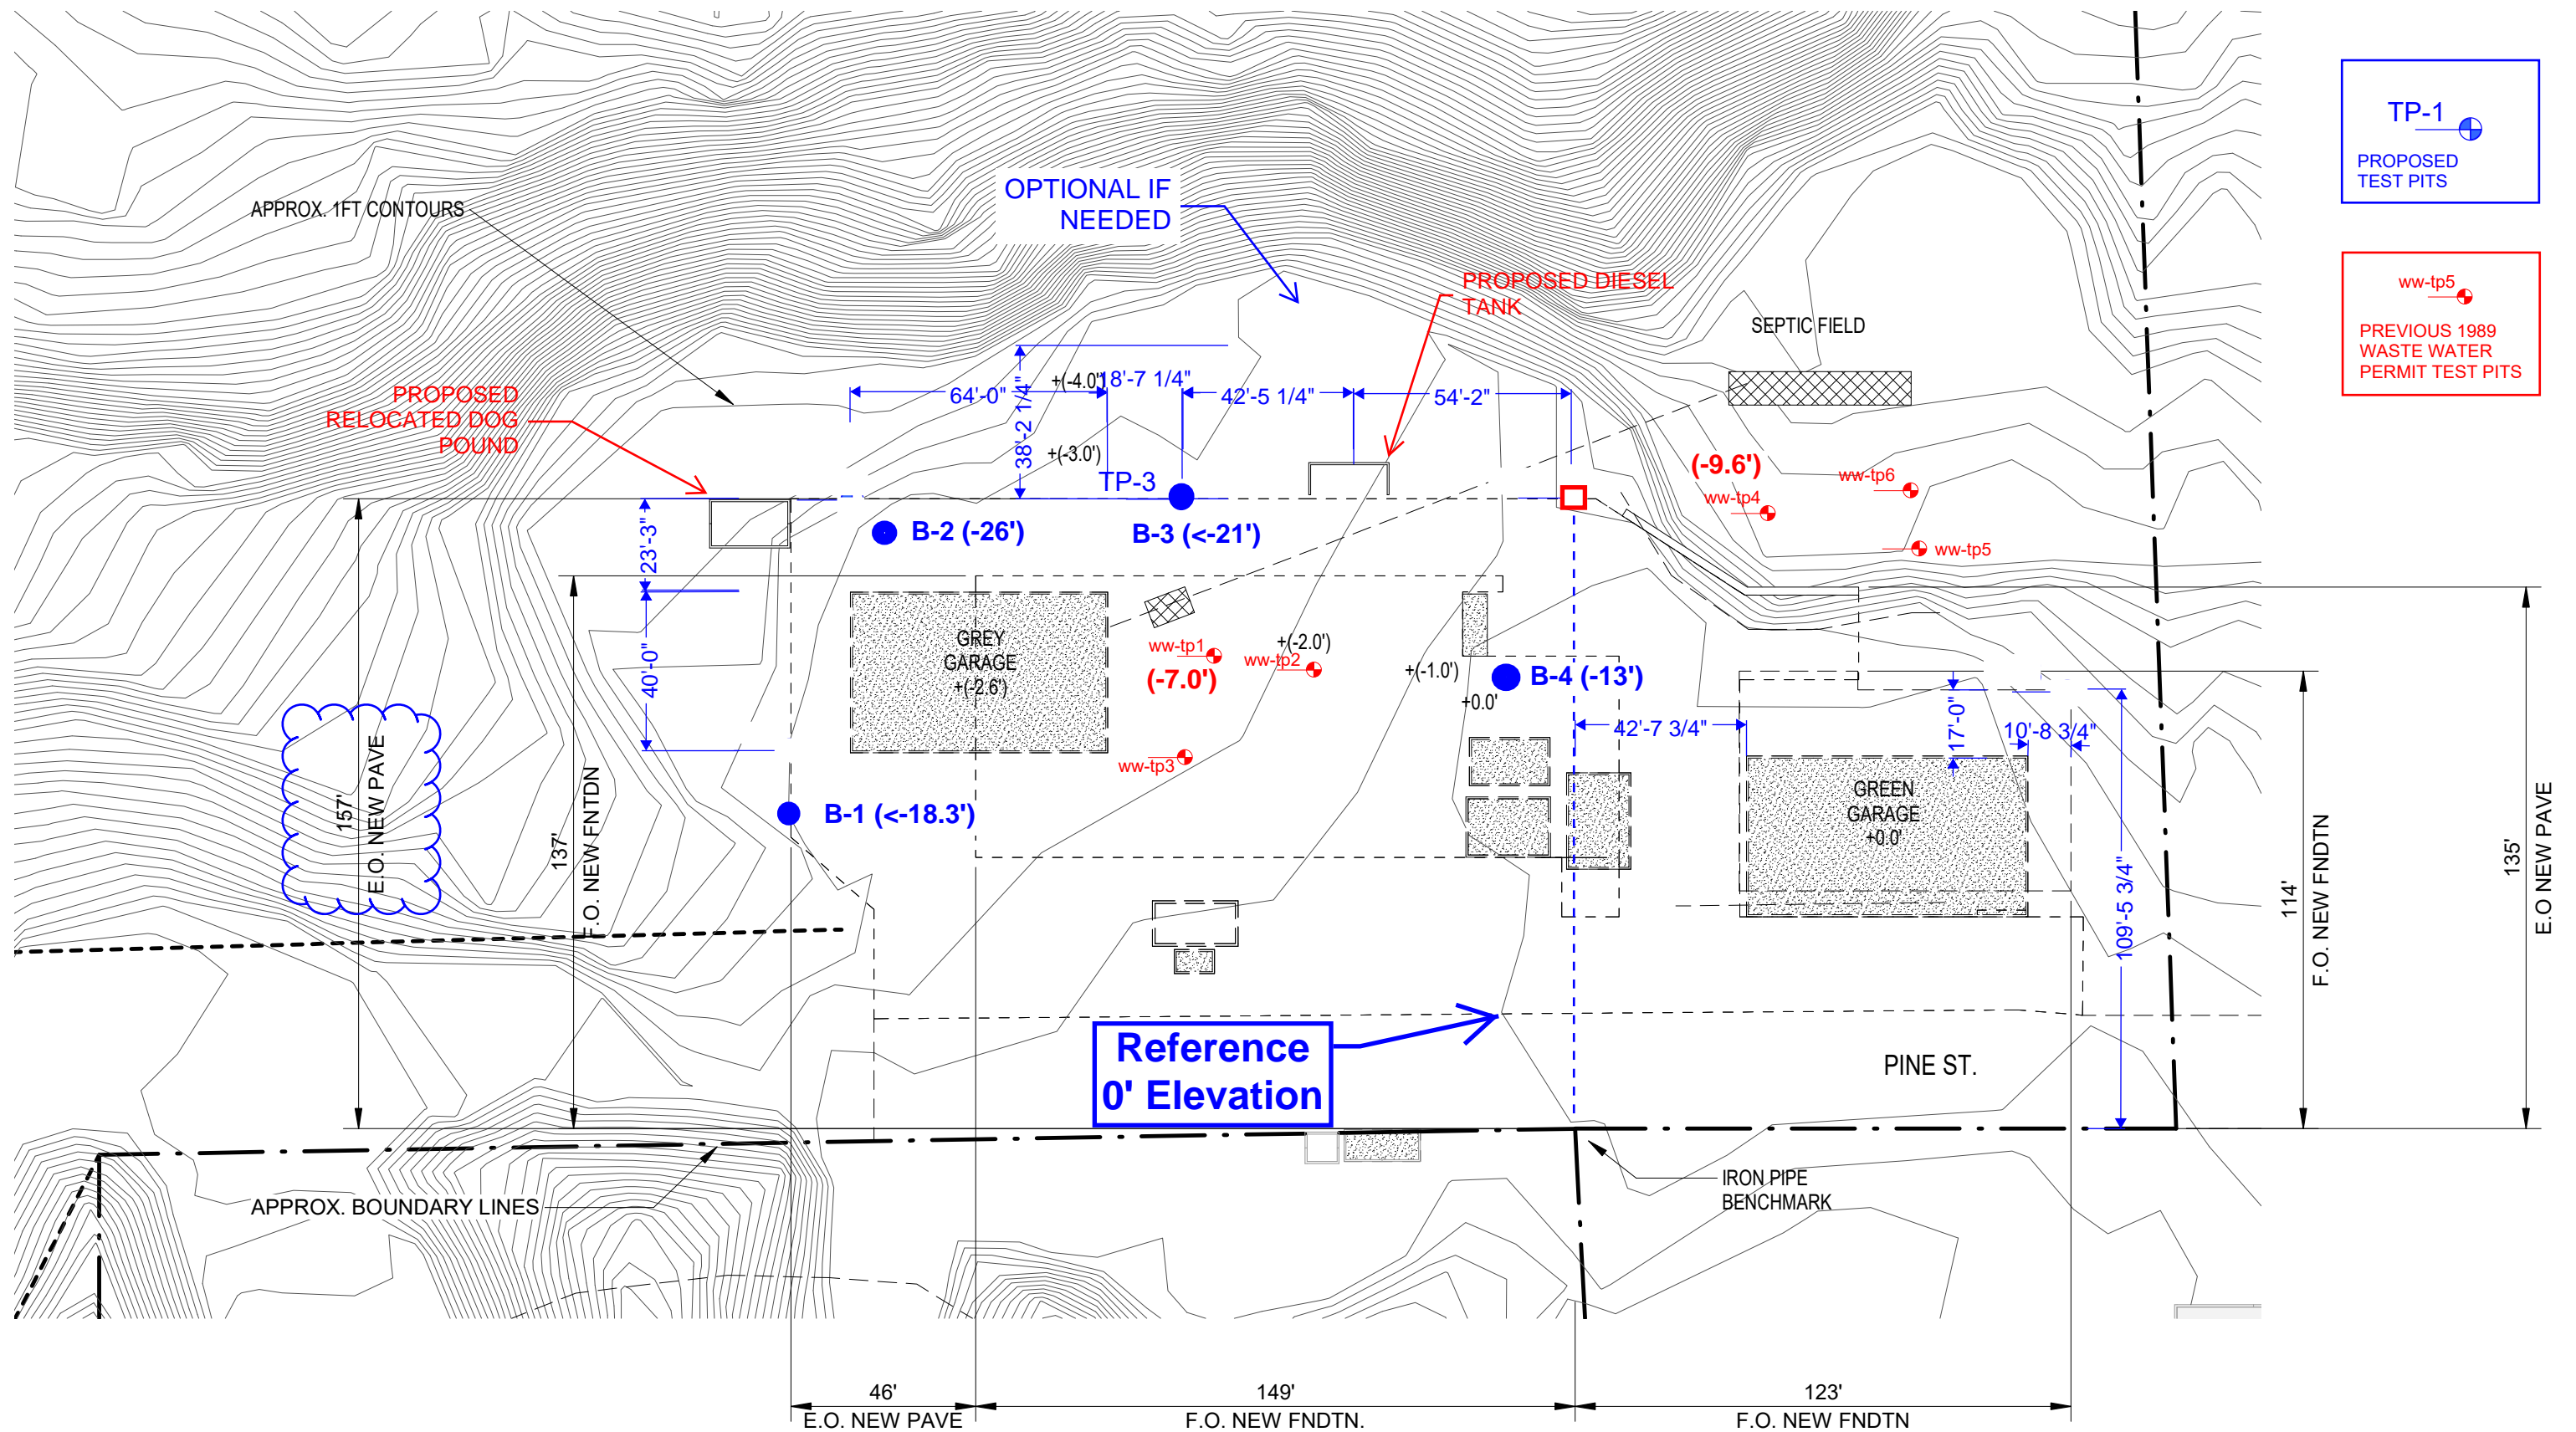 TP-1
PROPOSED
TEST PITS
ww-tp5
PREVIOUS 1989
WASTE WATER
PERMIT TEST PITS
OPTIONAL IF
NEEDED
APPROX. 1FT CONTOURS
PROPOSED DIESEL
TANK
SEPTIC FIELD
PROPOSED
RELOCATED DOG
POUND
+(-4.0')
18'-7 1/4"
64'-0"
42'-5 1/4"
54'-2"
38'-2 1/4"
+(-3.0')
TP-3
(-9.6')
ww-tp4
ww-tp6
ww-tp5
B-2 (-26')
B-3 (<-21')
23'-3"
40'-0"
GREY
GARAGE
+(-2.6')
ww-tp1
(-7.0')
ww-tp2
+(-2.0')
+(-1.0')
+0.0'
B-4 (-13')
ww-tp3
42'-7 3/4"
17'-0"
10'-8 3/4"
GREEN
GARAGE
+0.0'
B-1 (<-18.3')
157'
E.O. NEW PAVE
137'
F.O. NEW FNTDN
109'-5 3/4"
114'
F.O. NEW FNDTN
135'
E.O NEW PAVE
Reference
0' Elevation
PINE ST.
IRON PIPE
BENCHMARK
APPROX. BOUNDARY LINES
46'
E.O. NEW PAVE
149'
F.O. NEW FNDTN.
123'
F.O. NEW FNDTN